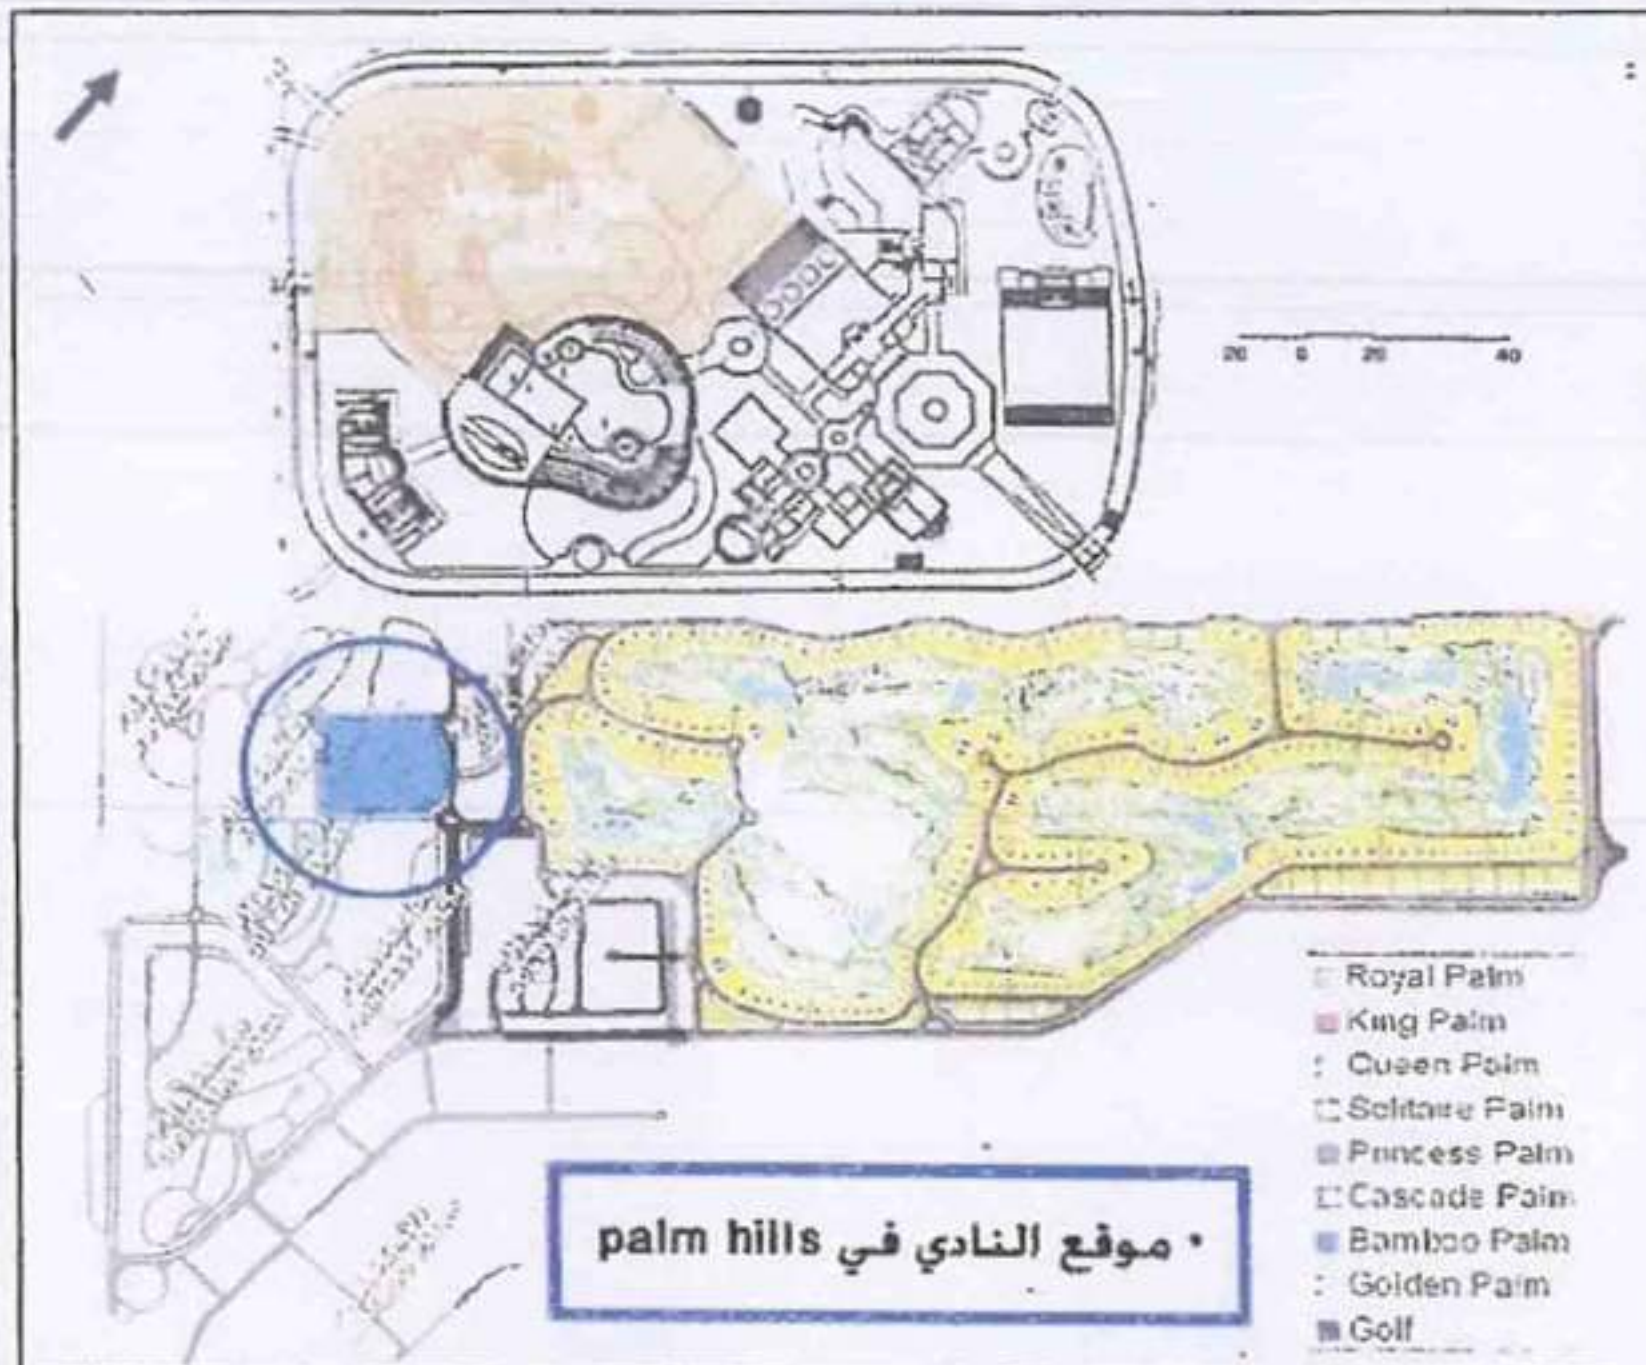 20 0 20 40
Royal Palm
King Palm
Queen Palm
Solitaire Palm
Princess Palm
Cascade Palm
Bamboo Palm
Golden Palm
Golf
• موقع النادي في palm hills